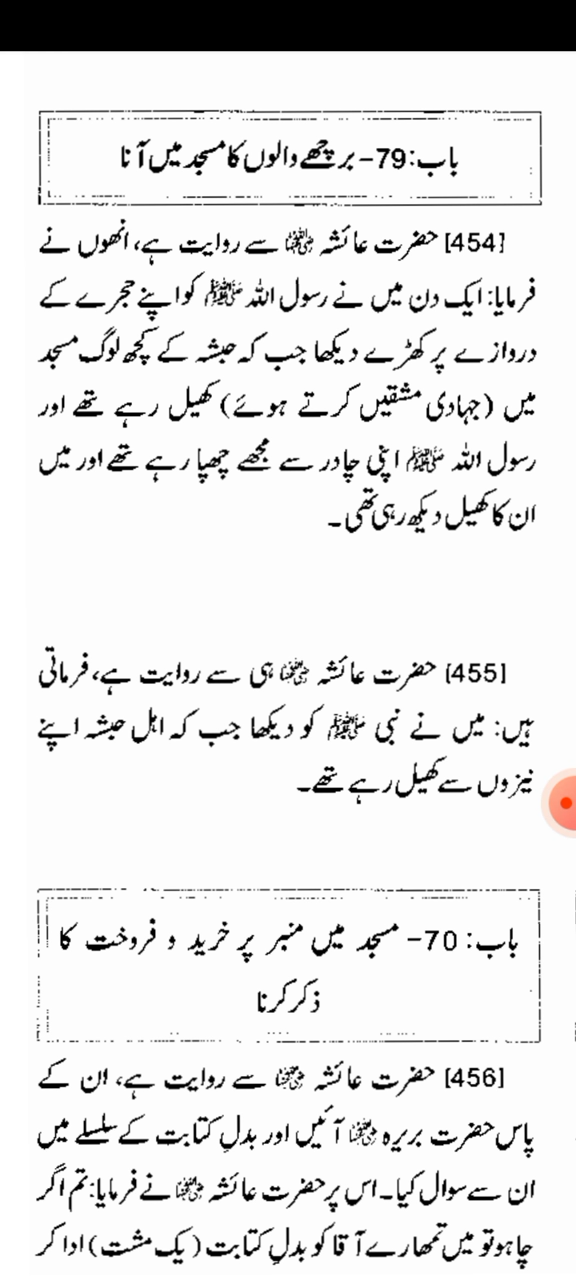 باب:79- برچھے والوں کا مسجد میں آنا
[454] حضرت عائشہ ؓ سے روایت ہے، انھوں نے
فرمایا: ایک دن میں نے رسول اللہ ﷺ کو اپنے حجرے کے
دروازے پر کھڑے دیکھا جب کہ حبشہ کے کچھ لوگ مسجد
میں (جہادی مشقیں کرتے ہوئے) کھیل رہے تھے اور
رسول اللہ ﷺ اپنی چادر سے مجھے چھپا رہے تھے اور میں
ان کا کھیل دیکھ رہی تھی۔
[455] حضرت عائشہ ؓ ہی سے روایت ہے، فرماتی
ہیں: میں نے نبی ﷺ کو دیکھا جب کہ اہل حبشہ اپنے
نیزوں سے کھیل رہے تھے۔
باب:70- مسجد میں منبر پر خرید و فروخت کا
ذکر کرنا
[456] حضرت عائشہ ؓ سے روایت ہے، ان کے
پاس حضرت بریرہ ؓ آئیں اور بدلِ کتابت کے سلسلے میں
ان سے سوال کیا۔ اس پر حضرت عائشہ ؓ نے فرمایا: تم اگر
چاہو تو میں تمھارے آقا کو بدلِ کتابت (یک مشت) ادا کر